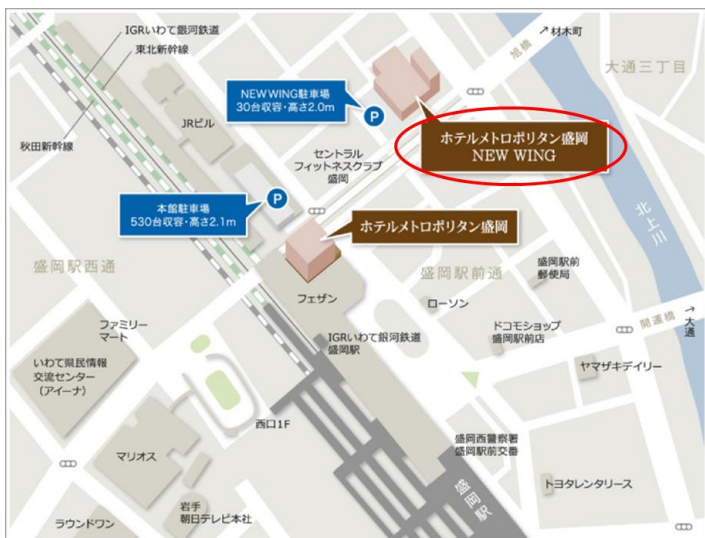 IGRいわて銀河鉄道
東北新幹線
秋田新幹線
JRビル
NEW WING駐車場
30台収容・高さ2.0m
P
旭橋
↗材木町
大通三丁目
ホテルメトロポリタン盛岡
NEW WING
セントラル
フィットネスクラブ
盛岡
本館駐車場
530台収容・高さ2.1m
P
ホテルメトロポリタン盛岡
北上川
盛岡駅西通
盛岡駅前通
盛岡駅前
郵便局
フェザン
ローソン
ファミリー
マート
IGRいわて銀河鉄道
盛岡駅
ドコモショップ
盛岡駅前店
開運橋
↗
大通
いわて県民情報
交流センター
(アイーナ)
ヤマザキデイリー
西口1F
マリオス
盛岡西警察署
盛岡駅前交番
盛岡駅
トヨタレンタリース
岩手
朝日テレビ本社
ラウンドワン